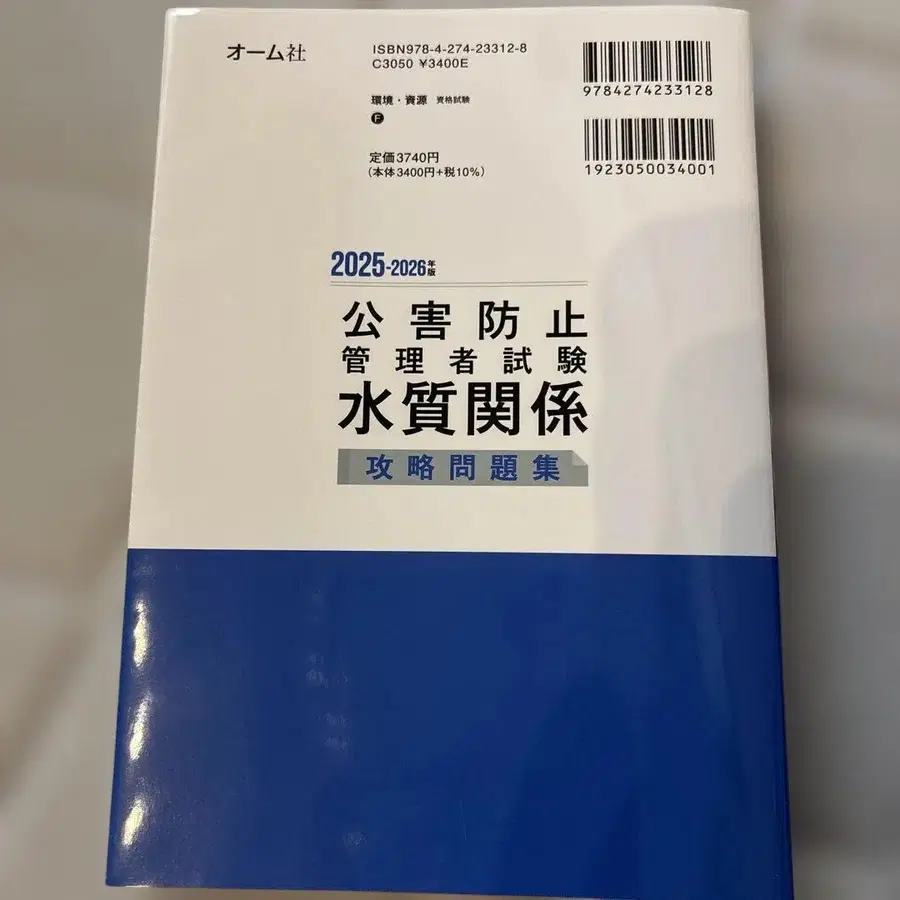 オーム社
ISBN978-4-274-23312-8
C3050 ¥3400E
環境・資源 資格試験
F
定価3740円
(本体3400円+税10%)
9784274233128
1923050034001
2025-2026年版
公害防止
管理者試験
水質関係
攻略問題集